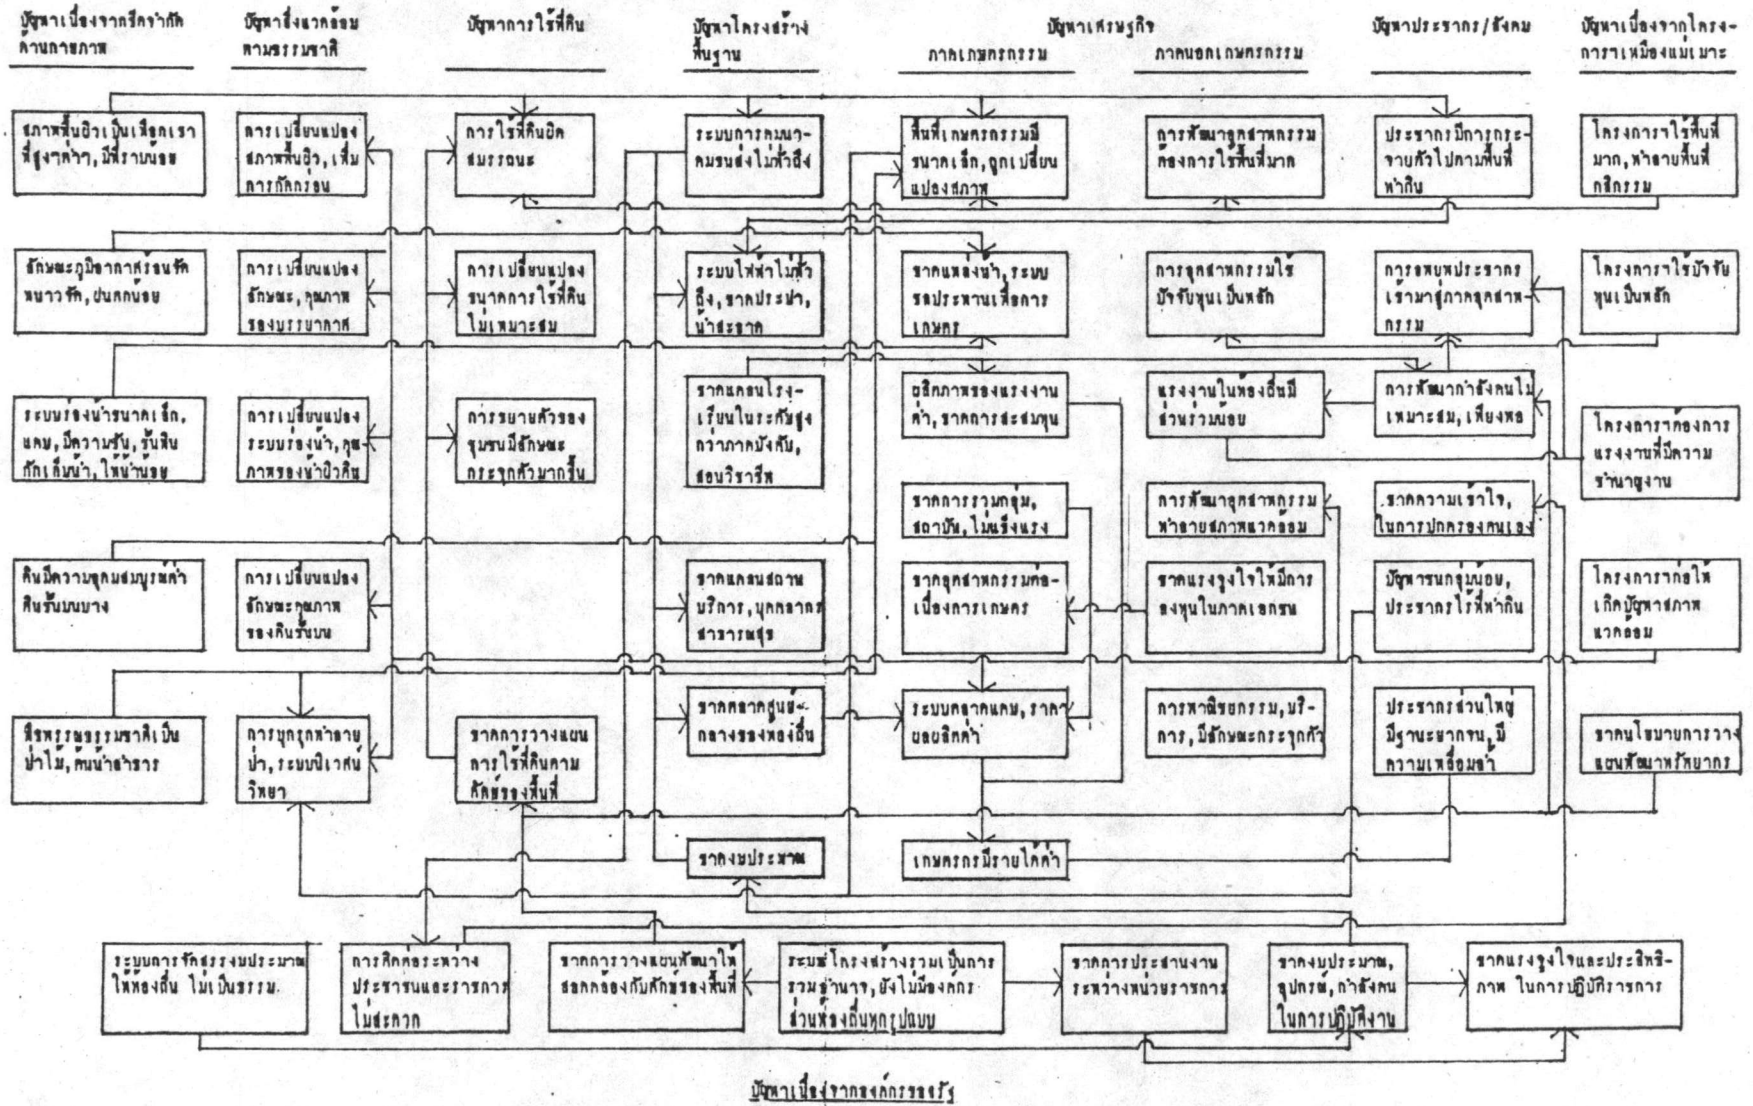 ปัญหาเนื่องจากขีดจำกัด
ด้านกายภาพ
ปัญหาสิ่งแวดล้อม
ตามธรรมชาติ
ปัญหาการใช้ที่ดิน
ปัญหาโครงสร้าง
พื้นฐาน
ปัญหาเศรษฐกิจ
ภาคเกษตรกรรม
ภาคนอกเกษตรกรรม
ปัญหาประชากร/สังคม
ปัญหาเนื่องจากโครง-
การฯเหมืองแม่เมาะ
สภาพพื้นผิวเป็นเทือกเขา
ที่สูงๆต่ำๆ, มีที่ราบน้อย
การเปลี่ยนแปลง
สภาพพื้นผิว, เพิ่ม
การกัดกร่อน
การใช้ที่ดินผิด
สมรรถนะ
ระบบการคมนา-
คมขนส่งไม่ทั่วถึง
พื้นที่เกษตรกรรมมี
ขนาดเล็ก, ถูกเปลี่ยน
แปลงสภาพ
การพัฒนาอุตสาหกรรม
ต้องการใช้พื้นที่มาก
ประชากรมีการกระ-
จายตัวไปตามพื้นที่
ทำกิน
โครงการฯใช้พื้นที่
มาก, ทำลายพื้นที่
กสิกรรม
ลักษณะภูมิอากาศร้อนจัด
หนาวจัด, ฝนตกน้อย
การเปลี่ยนแปลง
ลักษณะ, คุณภาพ
ของบรรยากาศ
การเปลี่ยนแปลง
ขนาดการใช้ที่ดิน
ไม่เหมาะสม
ระบบไฟฟ้าไม่ทั่ว
ถึง, ขาดประปา,
น้ำสะอาด
ขาดแหล่งน้ำ, ระบบ
ชลประทานเพื่อการ
เกษตร
การอุตสาหกรรมใช้
ปัจจัยทุนเป็นหลัก
การอพยพประชากร
เข้ามาสู่ภาคอุตสาห-
กรรม
โครงการฯใช้ปัจจัย
ทุนเป็นหลัก
ระบบร่องน้ำขนาดเล็ก,
แคบ, มีความชัน, ชั้นหิน
กักเก็บน้ำ, ให้น้ำน้อย
การเปลี่ยนแปลง
ระบบร่องน้ำ, คุณ-
ภาพของน้ำผิวดิน
การขยายตัวของ
ชุมชนมีลักษณะ
กระจุกตัวมากขึ้น
ขาดแคลนโรง-
เรียนในระดับสูง
กว่าภาคบังคับ,
สอนวิชาชีพ
ผลิตภาพของแรงงาน
ต่ำ, ขาดการสะสมทุน
แรงงานในท้องถิ่นมี
ส่วนร่วมน้อย
การพัฒนากำลังคนไม่
เหมาะสม, เพียงพอ
โครงการฯต้องการ
แรงงานที่มีความ
ชำนาญงาน
ขาดการรวมกลุ่ม,
สถาบัน, ไม่แข็งแรง
การพัฒนาอุตสาหกรรม
ทำลายสภาพแวดล้อม
ขาดความเข้าใจ,
ในการปกครองตนเอง
ดินมีความอุดมสมบูรณ์ต่ำ
ดินชั้นบนบาง
การเปลี่ยนแปลง
ลักษณะคุณภาพ
ของดินชั้นบน
ขาดแคลนสถาน
บริการ, บุคคลากร
สาธารณสุข
ขาดอุตสาหกรรมต่อ-
เนื่องการเกษตร
ขาดแรงจูงใจให้มีการ
ลงทุนในภาคเอกชน
ปัญหาชนกลุ่มน้อย,
ประชากรไร้ที่ทำกิน
โครงการฯก่อให้
เกิดปัญหาสภาพ
แวดล้อม
พืชพรรณธรรมชาติเป็น
ป่าไม้, ต้นน้ำลำธาร
การบุกรุกทำลาย
ป่า, ระบบนิเวศน์
วิทยา
ขาดการวางแผน
การใช้ที่ดินตาม
ศักย์ของพื้นที่
ขาดตลาดศูนย์-
กลางของท้องถิ่น
ระบบตลาดแคบ, ราคา
ผลผลิตต่ำ
การพาณิชยกรรม, บริ-
การ, มีลักษณะกระจุกตัว
ประชากรส่วนใหญ่
มีฐานะยากจน, มี
ความเหลื่อมล้ำ
ขาดนโยบายการวาง
แผนพัฒนาทรัพยากร
ขาดงบประมาณ
เกษตรกรมีรายได้ต่ำ
ระบบการจัดสรรงบประมาณ
ให้ท้องถิ่น ไม่เป็นธรรม
การติดต่อระหว่าง
ประชาชนและราชการ
ไม่สะดวก
ขาดการวางแผนพัฒนาให้
สอดคล้องกับศักย์ของพื้นที่
ระบบโครงสร้างรวมเป็นการ
รวมอำนาจ, ยังไม่มีองค์กร
ส่วนท้องถิ่นทุกรูปแบบ
ขาดการประสานงาน
ระหว่างหน่วยราชการ
ขาดงบประมาณ,
อุปกรณ์, กำลังคน
ในการปฏิบัติงาน
ขาดแรงจูงใจและประสิทธิ-
ภาพ ในการปฏิบัติราชการ
ปัญหาเนื่องจากองค์กรของรัฐ